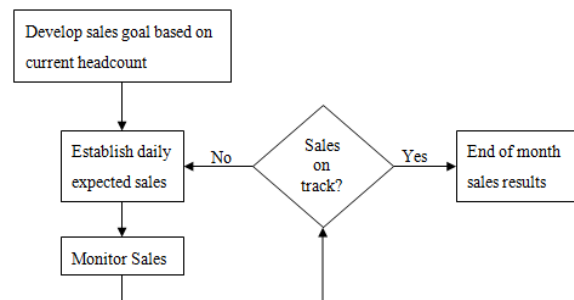 Develop sales goal based on
current headcount
Establish daily
expected sales
No
Sales
on
track?
Yes
End of month
sales results
Monitor Sales